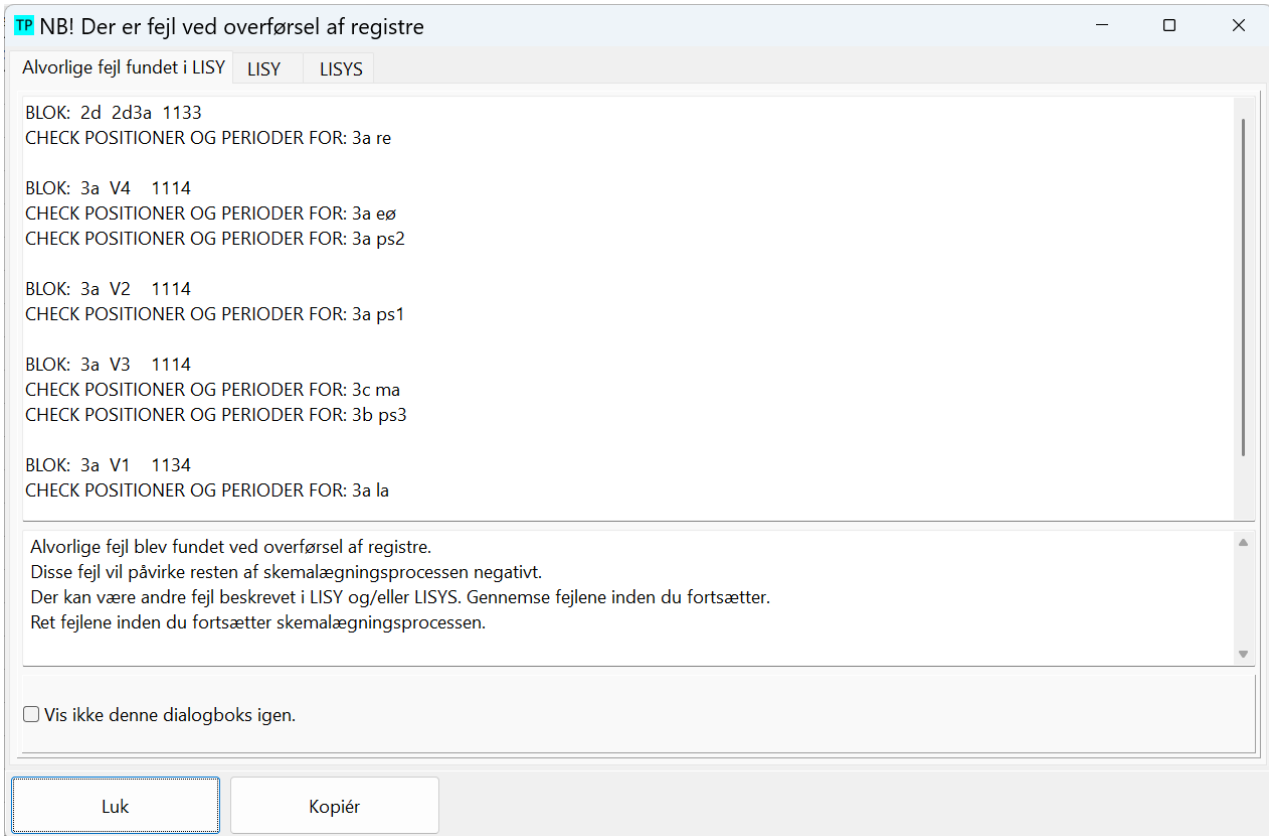 TP NB! Der er fejl ved overførsel af registre
Alvorlige fejl fundet i LISY LISY LISYS
BLOK: 2d 2d3a 1133
CHECK POSITIONER OG PERIODER FOR: 3a re
BLOK: 3a V4 1114
CHECK POSITIONER OG PERIODER FOR: 3a eø
CHECK POSITIONER OG PERIODER FOR: 3a ps2
BLOK: 3a V2 1114
CHECK POSITIONER OG PERIODER FOR: 3a ps1
BLOK: 3a V3 1114
CHECK POSITIONER OG PERIODER FOR: 3c ma
CHECK POSITIONER OG PERIODER FOR: 3b ps3
BLOK: 3a V1 1134
CHECK POSITIONER OG PERIODER FOR: 3a la
Alvorlige fejl blev fundet ved overførsel af registre.
Disse fejl vil påvirke resten af skemalægningsprocessen negativt.
Der kan være andre fejl beskrevet i LISY og/eller LISYS. Gennemse fejlene inden du fortsætter.
Ret fejlene inden du fortsætter skemalægningsprocessen.
Vis ikke denne dialogboks igen.
Luk Kopiér